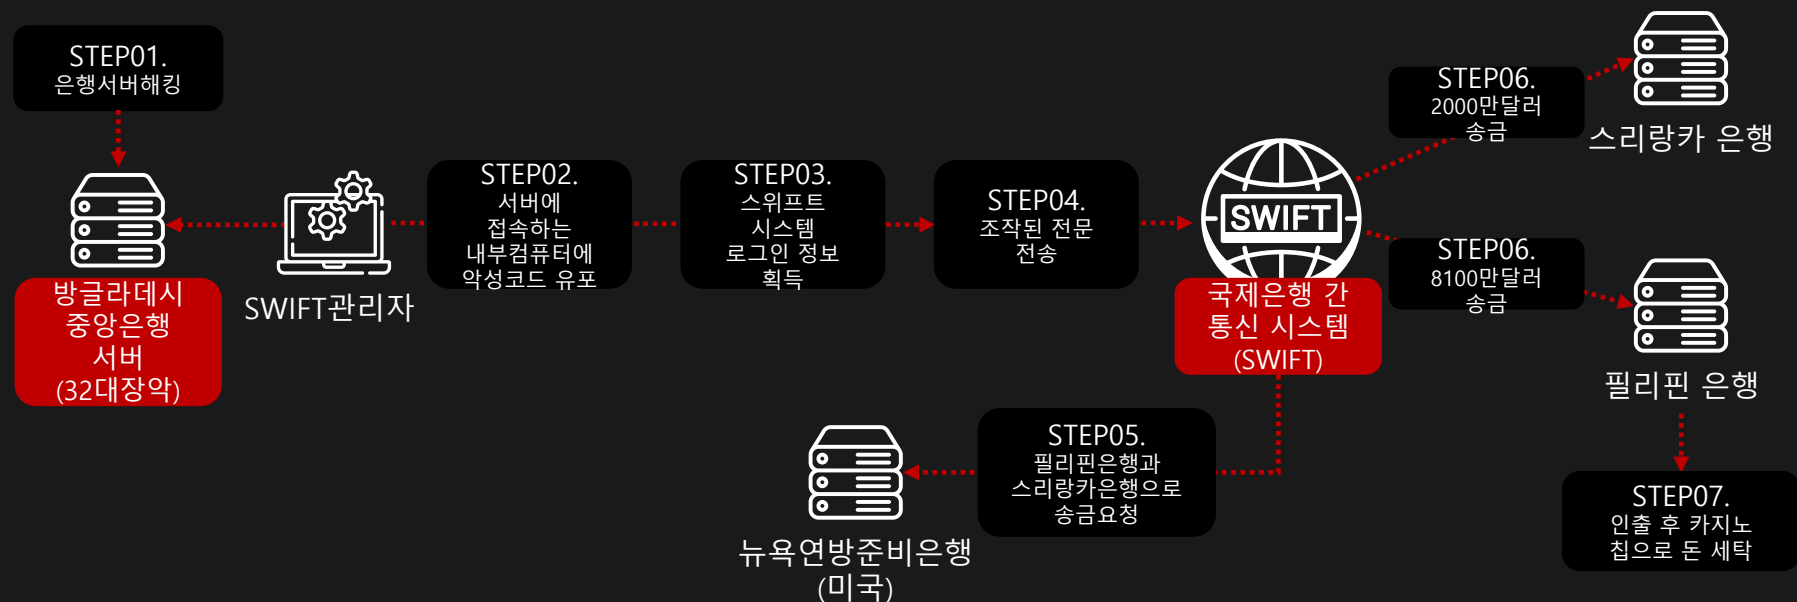 STEP01.
은행서버해킹
방글라데시
중앙은행
서버
(32대장악)
SWIFT관리자
STEP02.
서버에
접속하는
내부컴퓨터에
악성코드 유포
STEP03.
스위프트
시스템
로그인 정보
획득
STEP04.
조작된 전문
전송
SWIFT
국제은행 간
통신 시스템
(SWIFT)
STEP05.
필리핀은행과
스리랑카은행으로
송금요청
뉴욕연방준비은행
(미국)
STEP06.
2000만달러
송금
스리랑카 은행
STEP06.
8100만달러
송금
필리핀 은행
STEP07.
인출 후 카지노
칩으로 돈 세탁